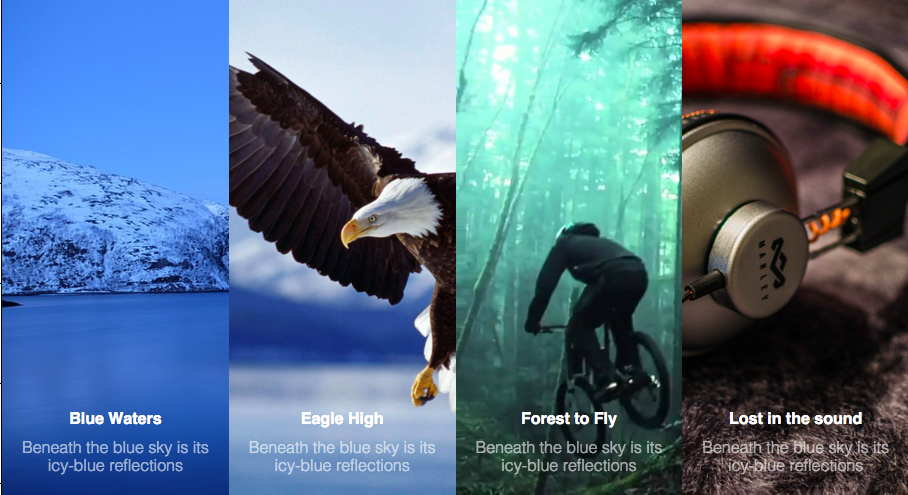 MARLEY
Blue Waters
Beneath the blue sky is its
icy-blue reflections
Eagle High
Beneath the blue sky is its
icy-blue reflections
Forest to Fly
Beneath the blue sky is its
icy-blue reflections
Lost in the sound
Beneath the blue sky is its
icy-blue reflections